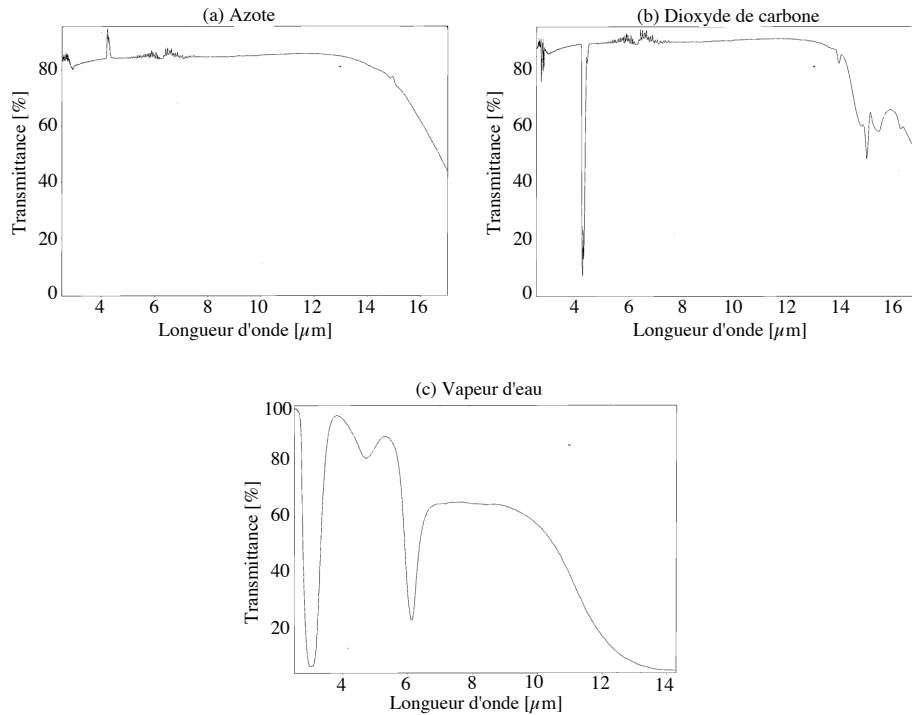 (a) Azote
80
60
40
20
0
Transmittance [%]
4 6 8 10 12 14 16
Longueur d'onde [µm]
(b) Dioxyde de carbone
80
60
40
20
0
Transmittance [%]
4 6 8 10 12 14 16
Longueur d'onde [µm]
(c) Vapeur d'eau
100
80
60
40
20
Transmittance [%]
4 6 8 10 12 14
Longueur d'onde [µm]